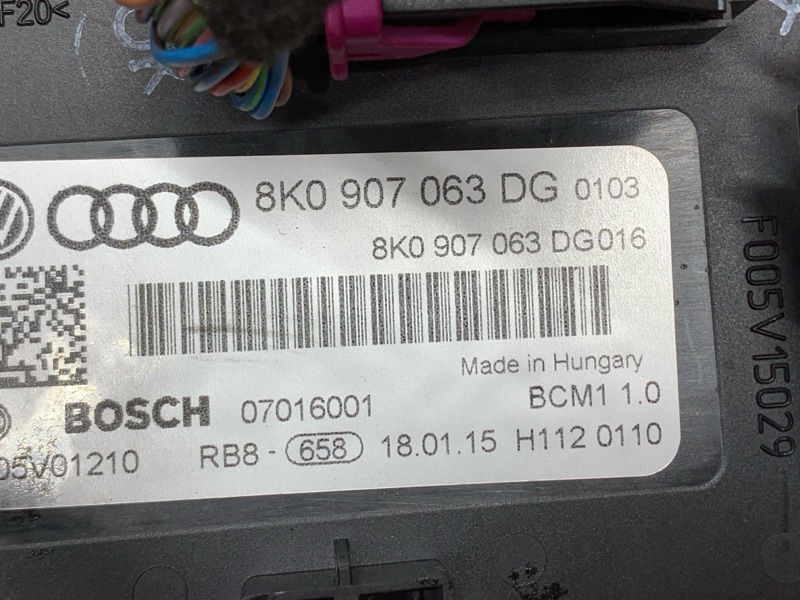 F20<
8K0 907 063 DG 0103
8K0 907 063 DG016
Made in Hungary
BOSCH 07016001
BCM1 1.0
05V01210
RB8 - 658 18.01.15 H112 0110
F005V15029